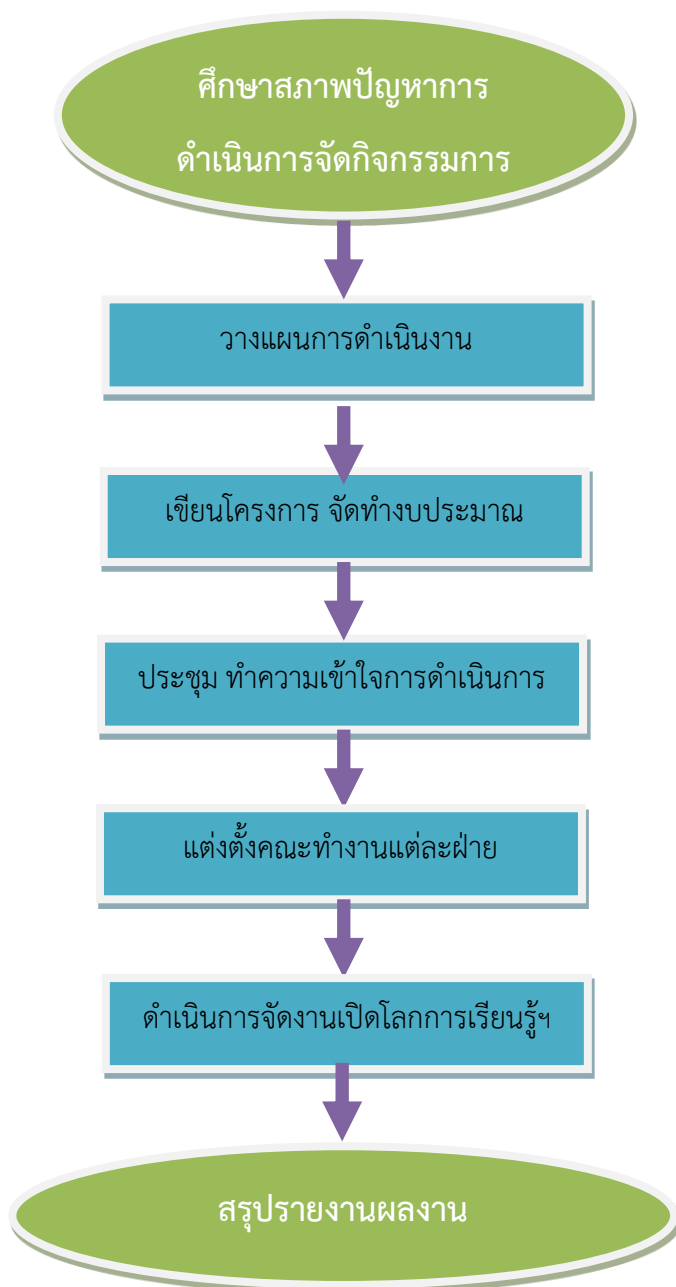 ศึกษาสภาพปัญหาการ
ดำเนินการจัดกิจกรรมการ
วางแผนการดำเนินงาน
เขียนโครงการ จัดทำงบประมาณ
ประชุม ทำความเข้าใจการดำเนินการ
แต่งตั้งคณะทำงานแต่ละฝ่าย
ดำเนินการจัดงานเปิดโลกการเรียนรู้ฯ
สรุปรายงานผลงาน